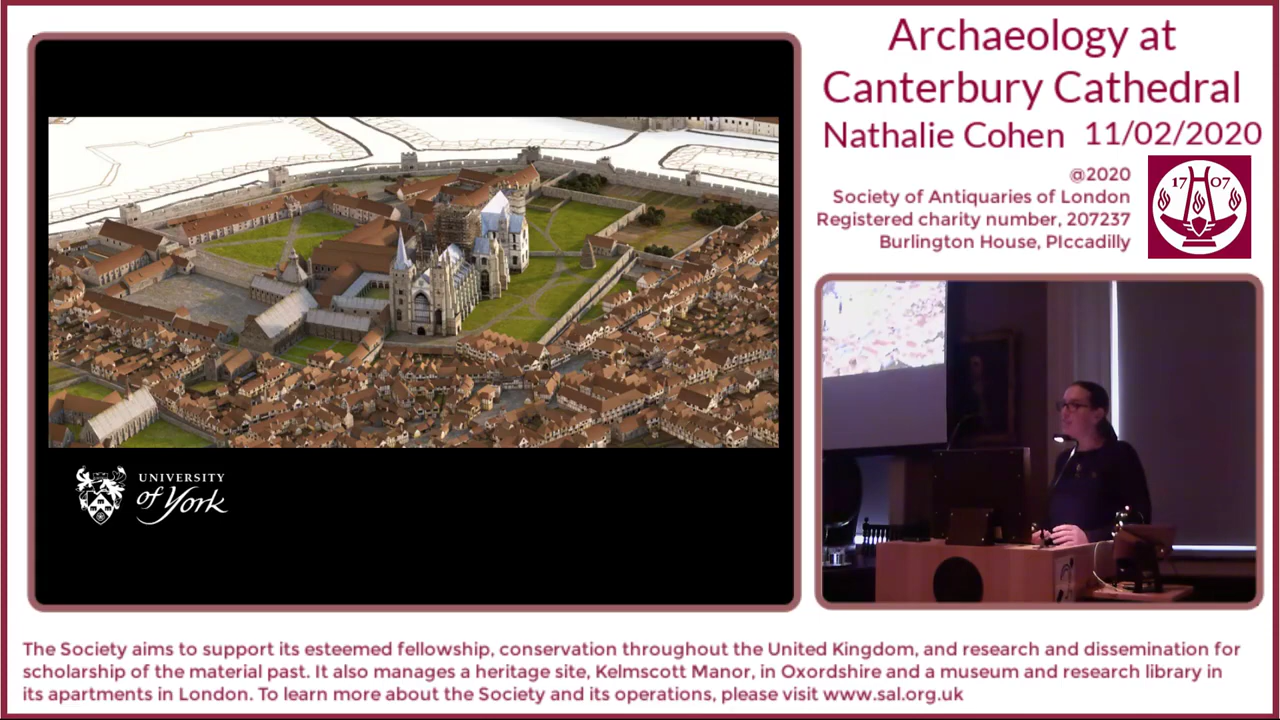 Archaeology at
Canterbury Cathedral
Nathalie Cohen 11/02/2020
@2020
Society of Antiquaries of London
Registered charity number, 207237
Burlington House, PIccadilly
17 07
UNIVERSITY
of York
The Society aims to support its esteemed fellowship, conservation throughout the United Kingdom, and research and dissemination for
scholarship of the material past. It also manages a heritage site, Kelmscott Manor, in Oxordshire and a museum and research library in
its apartments in London. To learn more about the Society and its operations, please visit www.sal.org.uk